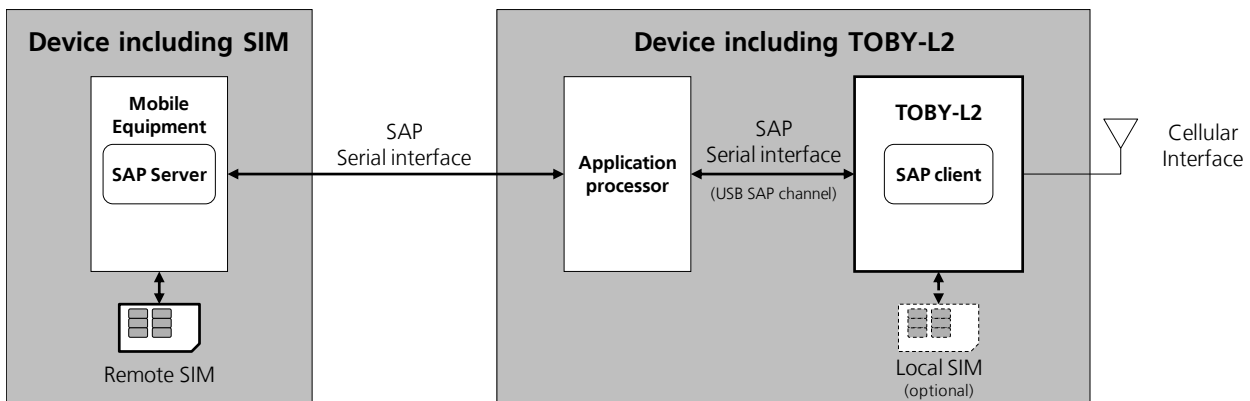 Device including SIM
Mobile
Equipment
SAP Server
Remote SIM
SAP
Serial interface
Device including TOBY-L2
Application
processor
SAP
Serial interface
(USB SAP channel)
TOBY-L2
SAP client
Local SIM
(optional)
Cellular
Interface